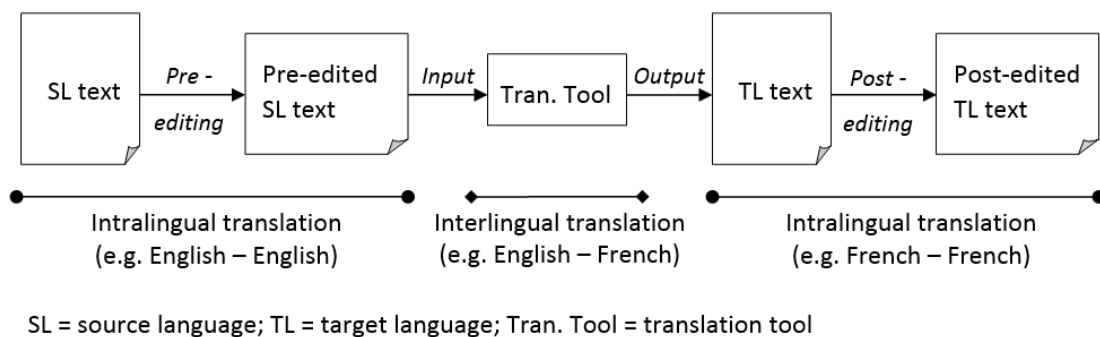 SL text
Pre -
editing
Pre-edited
SL text
Input
Tran. Tool
Output
TL text
Post -
editing
Post-edited
TL text
Intralingual translation
(e.g. English – English)
Interlingual translation
(e.g. English – French)
Intralingual translation
(e.g. French – French)
SL = source language; TL = target language; Tran. Tool = translation tool